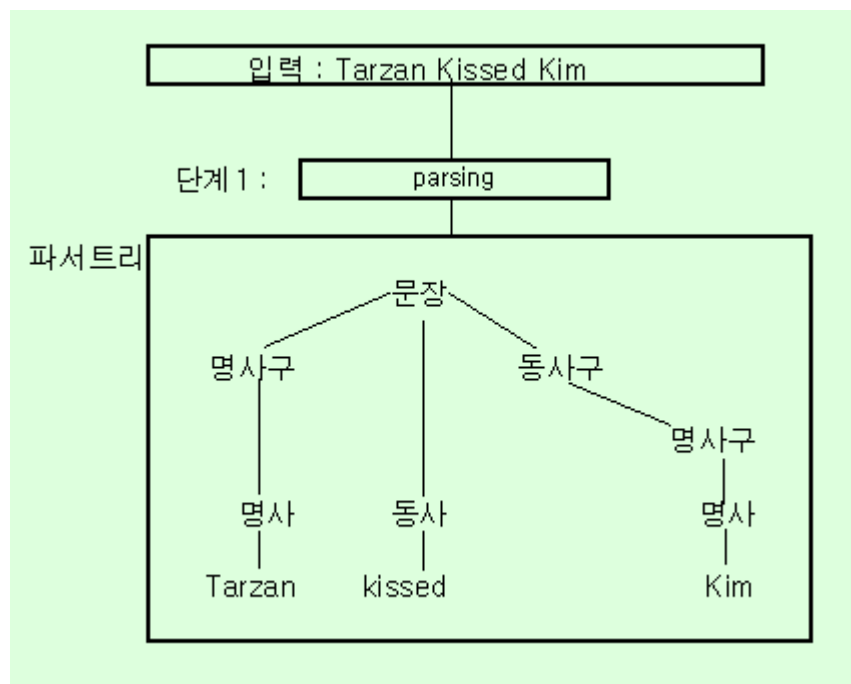 입력 : Tarzan Kissed Kim
단계 1 : parsing
파서트리
문장
명사구 동사구
명사구
명사 동사 명사
Tarzan kissed Kim